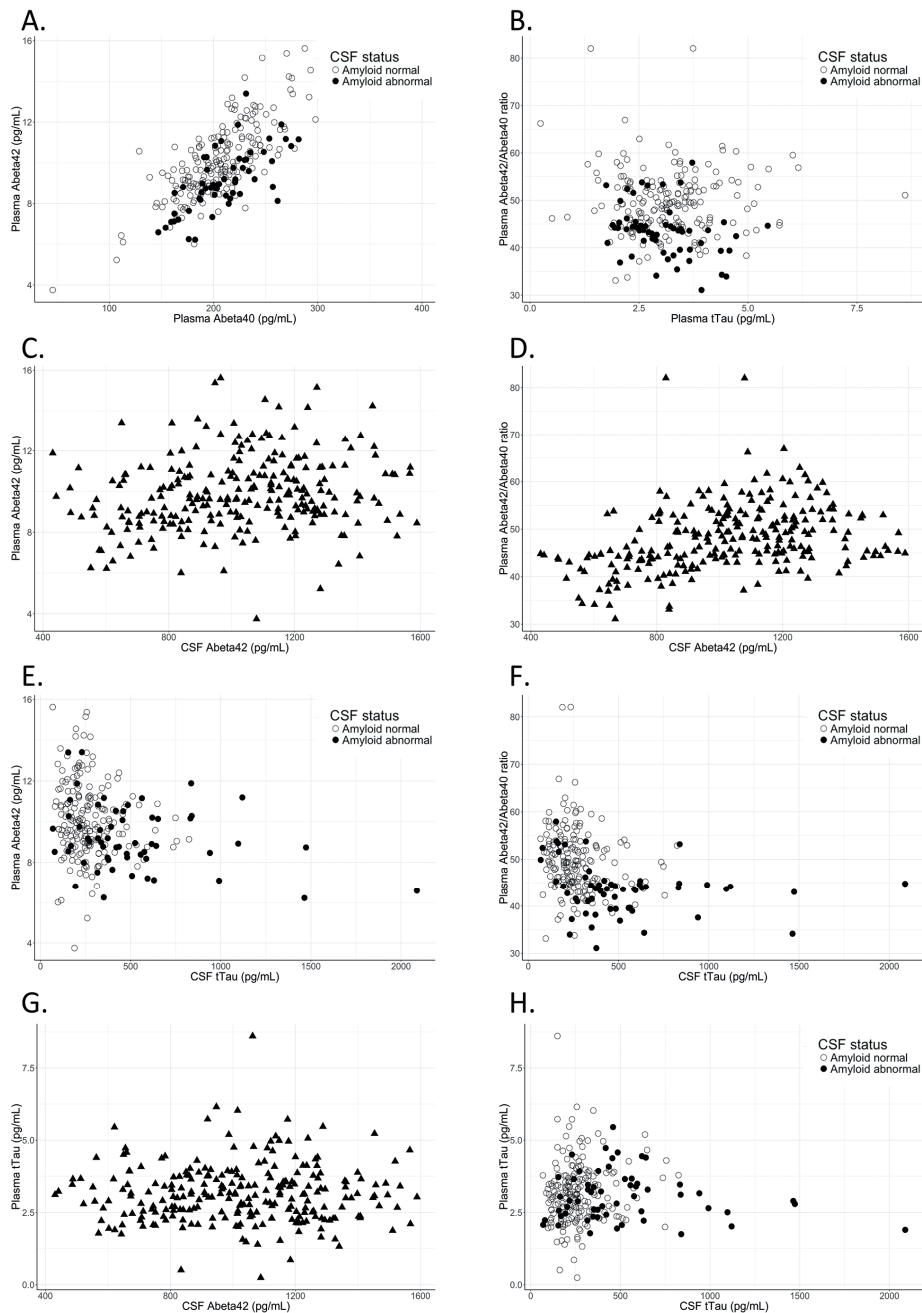 A.
Plasma Abeta42 (pg/mL)
16
12
8
4
100
200
300
400
Plasma Abeta40 (pg/mL)
CSF status
Amyloid normal
Amyloid abnormal
B.
Plasma Abeta42/Abeta40 ratio
80
70
60
50
40
30
0.0
2.5
5.0
7.5
Plasma tTau (pg/mL)
CSF status
Amyloid normal
Amyloid abnormal
C.
Plasma Abeta42 (pg/mL)
16
12
8
4
400
800
1200
1600
CSF Abeta42 (pg/mL)
D.
Plasma Abeta42/Abeta40 ratio
80
70
60
50
40
30
400
800
1200
1600
CSF Abeta42 (pg/mL)
E.
Plasma Abeta42 (pg/mL)
16
12
8
4
0
500
1000
1500
2000
CSF tTau (pg/mL)
CSF status
Amyloid normal
Amyloid abnormal
F.
Plasma Abeta42/Abeta40 ratio
80
70
60
50
40
30
0
500
1000
1500
2000
CSF tTau (pg/mL)
CSF status
Amyloid normal
Amyloid abnormal
G.
Plasma tTau (pg/mL)
7.5
5.0
2.5
0.0
400
800
1200
1600
CSF Abeta42 (pg/mL)
H.
Plasma tTau (pg/mL)
7.5
5.0
2.5
0.0
0
500
1000
1500
2000
CSF tTau (pg/mL)
CSF status
Amyloid normal
Amyloid abnormal